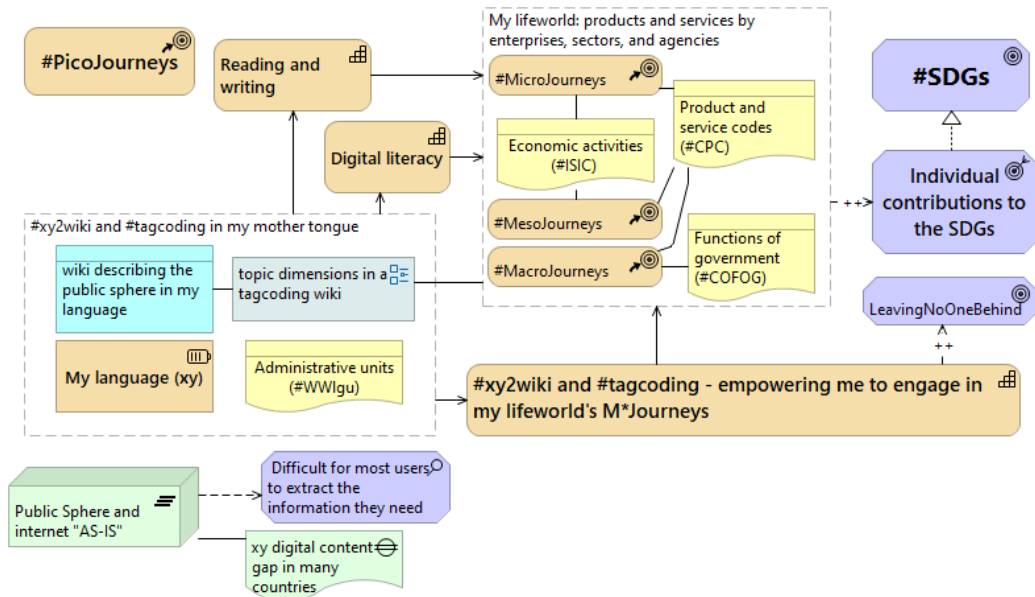 #PicoJourneys
Reading and
writing
Digital literacy
My lifeworld: products and services by
enterprises, sectors, and agencies
#MicroJourneys
Product and
service codes
(#CPC)
Economic activities
(#ISIC)
#MesoJourneys
#MacroJourneys
Functions of
government
(#COFOG)
#SDGs
Individual
contributions to
the SDGs
++
LeavingNoOneBehind
++
#xy2wiki and #tagcoding in my mother tongue
wiki describing the
public sphere in my
language
topic dimensions in a
tagcoding wiki
My language (xy)
Administrative units
(#WWlgu)
#xy2wiki and #tagcoding - empowering me to engage in
my lifeworld's M*Journeys
Public Sphere and
internet "AS-IS"
Difficult for most users
to extract the
information they need
xy digital content
gap in many
countries